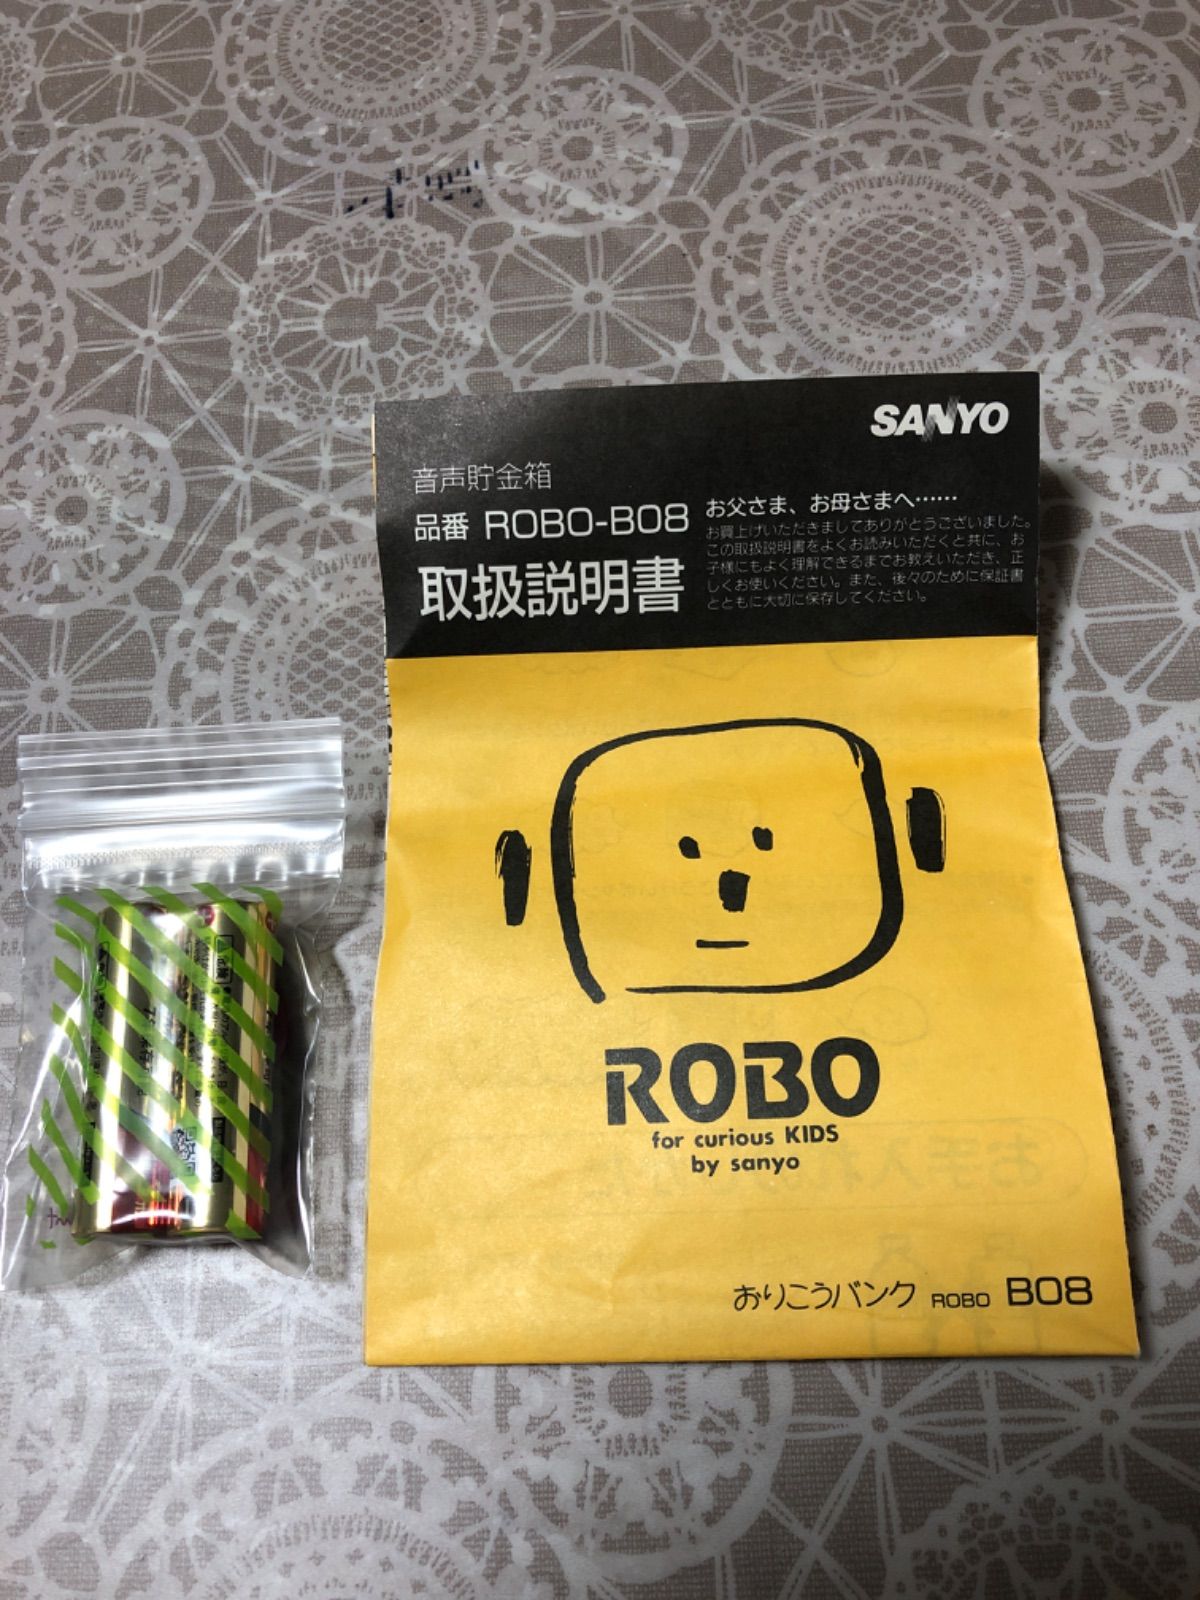 SANYO
音声貯金箱
品番 ROBO-B08
取扱説明書
お父さま、お母さまへ……
お買上げいただきましてありがとうございました。
この取扱説明書をよくお読みいただくと共に、お
子様にもよく理解できるまでお教えいただき、正
しくお使いください。また、後々のために保証書
とともに大切に保存してください。
ROBO
for curious KIDS
by sanyo
おりこうバンク ROBO B08